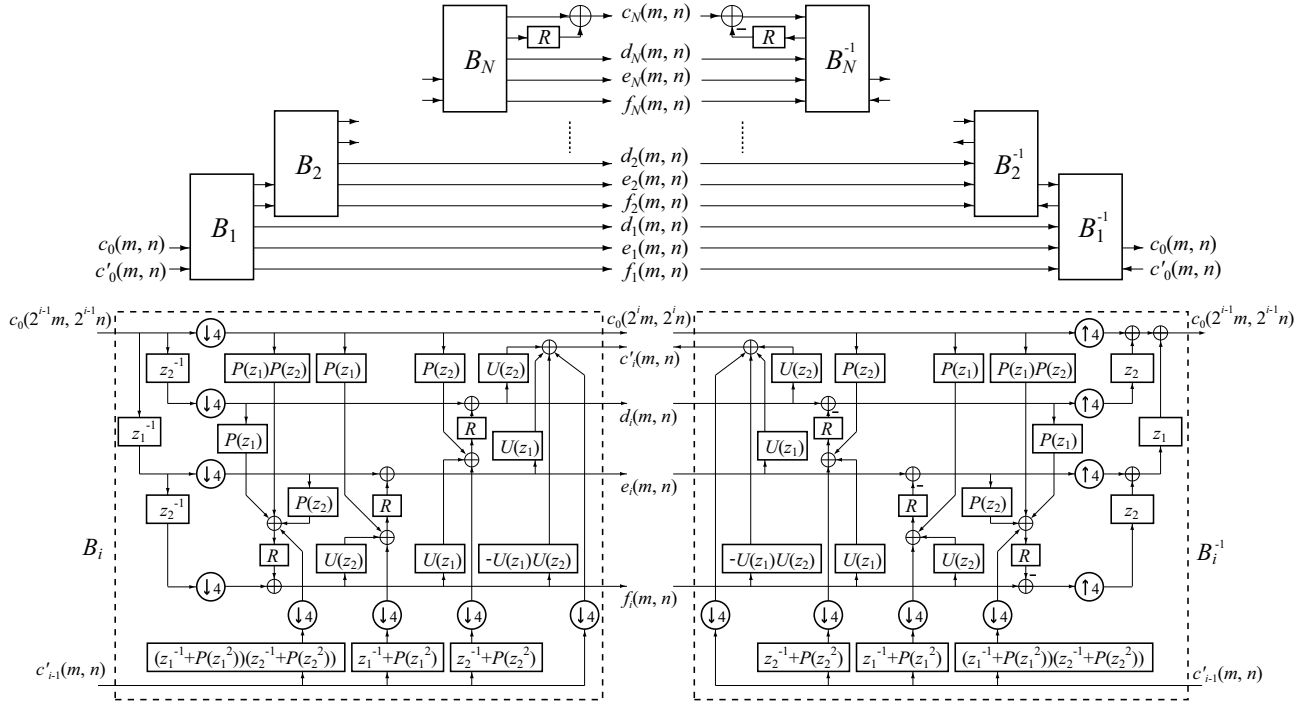 c_N(m, n)
R
R
d_N(m, n)
B_N
B_N^{-1}
e_N(m, n)
f_N(m, n)
d_2(m, n)
B_2
B_2^{-1}
e_2(m, n)
f_2(m, n)
B_1
B_1^{-1}
d_1(m, n)
c_0(m, n)
e_1(m, n)
c_0(m, n)
c'_0(m, n)
f_1(m, n)
c'_0(m, n)
c_0(2^{i-1}m, 2^{i-1}n)
c_0(2^i m, 2^i n)
c_0(2^{i-1}m, 2^{i-1}n)
↓4
↑4
c'_i(m, n)
z_2^{-1}
P(z_1)P(z_2)
P(z_1)
P(z_2)
U(z_2)
U(z_2)
P(z_2)
P(z_1)
P(z_1)P(z_2)
z_2
↓4
d_i(m, n)
-
↑4
z_1^{-1}
P(z_1)
R
U(z_1)
U(z_1)
R
P(z_1)
z_1
↓4
e_i(m, n)
-
↑4
z_2^{-1}
P(z_2)
R
R
P(z_2)
z_2
B_i
R
U(z_2)
U(z_1)
-U(z_1)U(z_2)
-U(z_1)U(z_2)
U(z_1)
U(z_2)
R
B_i^{-1}
↓4
f_i(m, n)
-
↑4
↓4
↓4
↓4
↓4
↓4
↓4
↓4
↓4
(z_1^{-1}+P(z_1^2))(z_2^{-1}+P(z_2^2))
z_1^{-1}+P(z_1^2)
z_2^{-1}+P(z_2^2)
z_2^{-1}+P(z_2^2)
z_1^{-1}+P(z_1^2)
(z_1^{-1}+P(z_1^2))(z_2^{-1}+P(z_2^2))
c'_{i-1}(m, n)
c'_{i-1}(m, n)